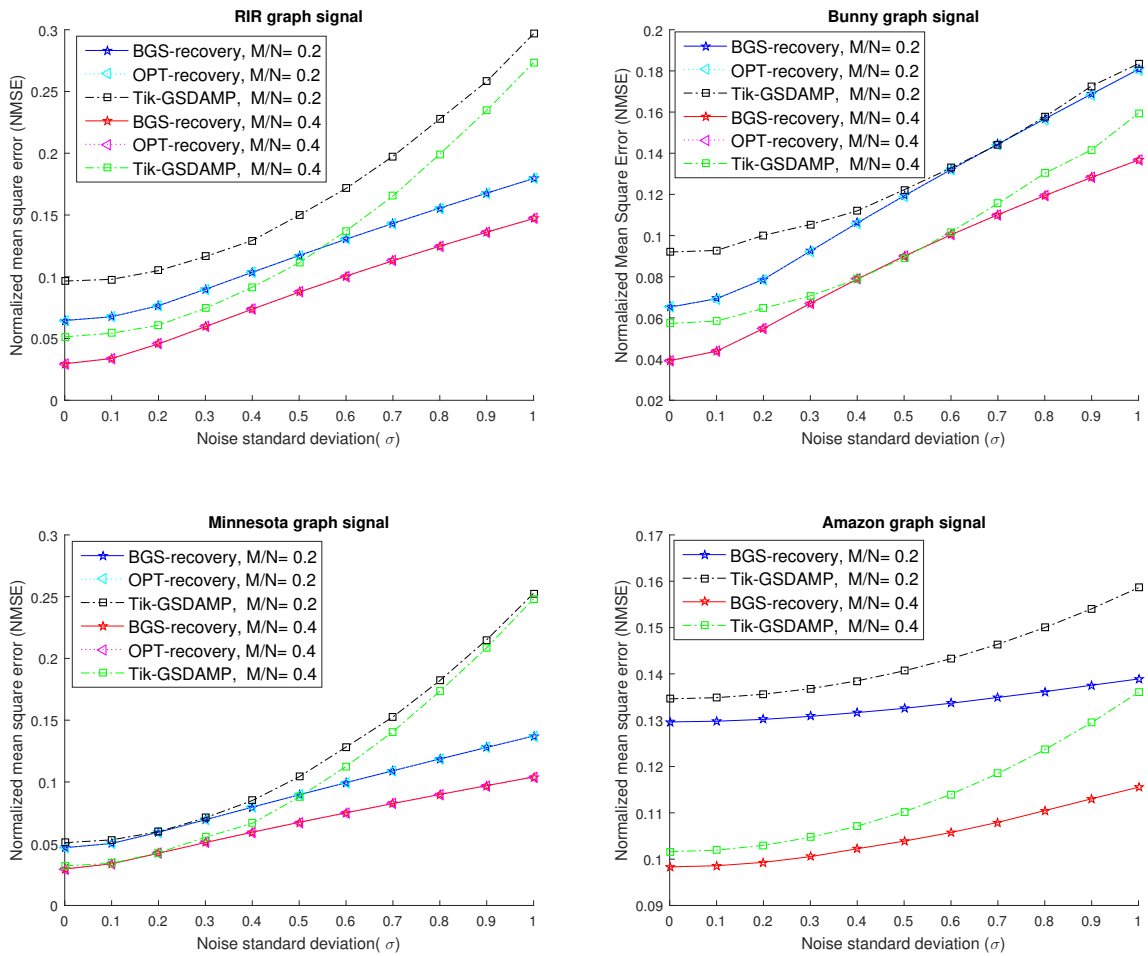 RIR graph signal
Normalized mean square error (NMSE)
0.3
0.25
0.2
0.15
0.1
0.05
0
BGS-recovery, M/N= 0.2
OPT-recovery, M/N= 0.2
Tik-GSDAMP, M/N= 0.2
BGS-recovery, M/N= 0.4
OPT-recovery, M/N= 0.4
Tik-GSDAMP, M/N= 0.4
0 0.1 0.2 0.3 0.4 0.5 0.6 0.7 0.8 0.9 1
Noise standard deviation( σ)
Bunny graph signal
Normalaized Mean Square Error (NMSE)
0.2
0.18
0.16
0.14
0.12
0.1
0.08
0.06
0.04
0.02
BGS-recovery, M/N= 0.2
OPT-recovery, M/N= 0.2
Tik-GSDAMP, M/N= 0.2
BGS-recovery, M/N= 0.4
OPT-recovery, M/N= 0.4
Tik-GSDAMP, M/N= 0.4
0 0.1 0.2 0.3 0.4 0.5 0.6 0.7 0.8 0.9 1
Noise standard deviation (σ)
Minnesota graph signal
Normalized mean square error (NMSE)
0.3
0.25
0.2
0.15
0.1
0.05
0
BGS-recovery, M/N= 0.2
OPT-recovery, M/N= 0.2
Tik-GSDAMP, M/N= 0.2
BGS-recovery, M/N= 0.4
OPT-recovery, M/N= 0.4
Tik-GSDAMP, M/N= 0.4
0 0.1 0.2 0.3 0.4 0.5 0.6 0.7 0.8 0.9 1
Noise standard deviation( σ)
Amazon graph signal
Normalized mean square error (NMSE)
0.17
0.16
0.15
0.14
0.13
0.12
0.11
0.1
0.09
BGS-recovery, M/N= 0.2
Tik-GSDAMP, M/N= 0.2
BGS-recovery, M/N= 0.4
Tik-GSDAMP, M/N= 0.4
0 0.1 0.2 0.3 0.4 0.5 0.6 0.7 0.8 0.9 1
Noise standard deviation (σ)